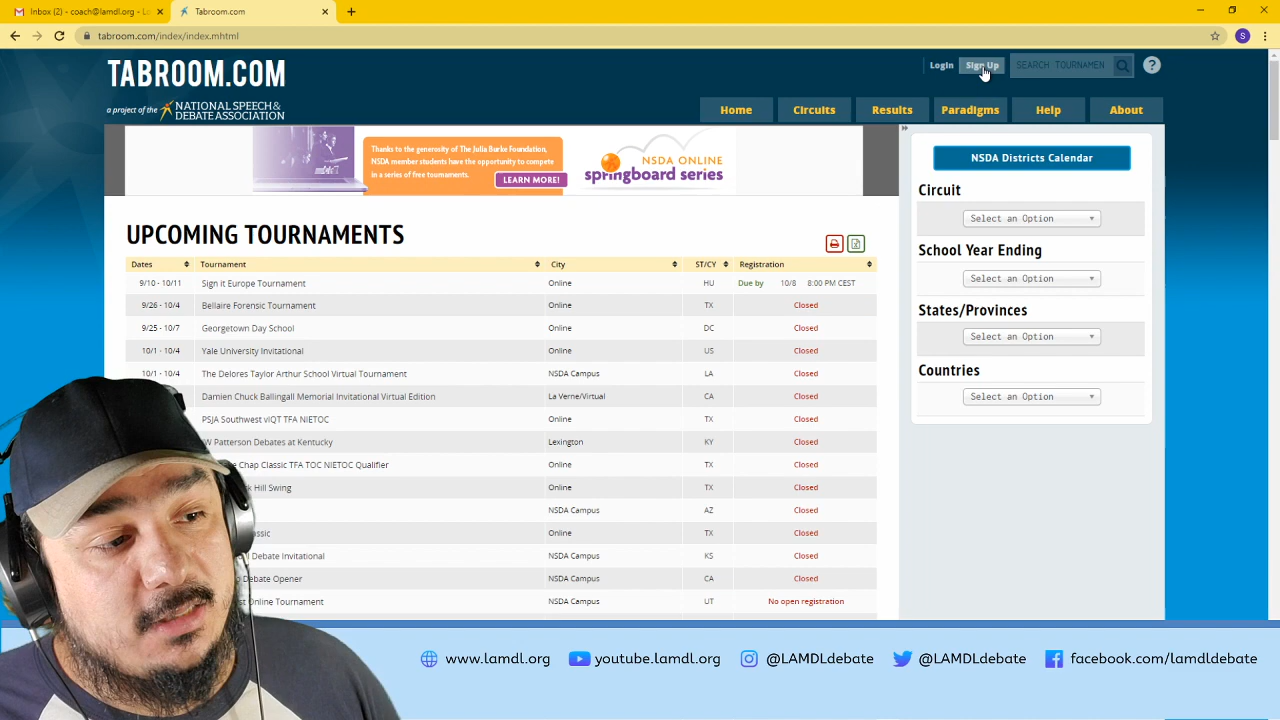 Inbox (2) - coach@lamdl.org - Lo
Tabroom.com
tabroom.com/index/index.mhtml
S
TABROOM.COM
a project of the NATIONAL SPEECH & DEBATE ASSOCIATION
Login
Sign Up
SEARCH TOURNAMEN
?
Home
Circuits
Results
Paradigms
Help
About
Thanks to the generosity of The Julia Burke Foundation,
NSDA member students have the opportunity to compete
in a series of free tournaments.
LEARN MORE!
NSDA ONLINE
springboard series
NSDA Districts Calendar
Circuit
Select an Option
School Year Ending
Select an Option
States/Provinces
Select an Option
Countries
Select an Option
UPCOMING TOURNAMENTS
Dates Tournament City ST/CY Registration
9/10 - 10/11 Sign it Europe Tournament Online HU Due by 10/8 8:00 PM CEST
9/26 - 10/4 Bellaire Forensic Tournament Online TX Closed
9/25 - 10/7 Georgetown Day School Online DC Closed
10/1 - 10/4 Yale University Invitational Online US Closed
10/1 - 10/4 The Delores Taylor Arthur School Virtual Tournament NSDA Campus LA Closed
Damien Chuck Ballingall Memorial Invitational Virtual Edition La Verne/Virtual CA Closed
PSJA Southwest vIQT TFA NIETOC Online TX Closed
JW Patterson Debates at Kentucky Lexington KY Closed
Chap Classic TFA TOC NIETOC Qualifier Online TX Closed
Hill Swing Online TX Closed
NSDA Campus AZ Closed
Online TX Closed
Debate Invitational NSDA Campus KS Closed
Debate Opener NSDA Campus CA Closed
Online Tournament NSDA Campus UT No open registration
www.lamdl.org
youtube.lamdl.org
@LAMDLdebate
@LAMDLdebate
facebook.com/lamdldebate